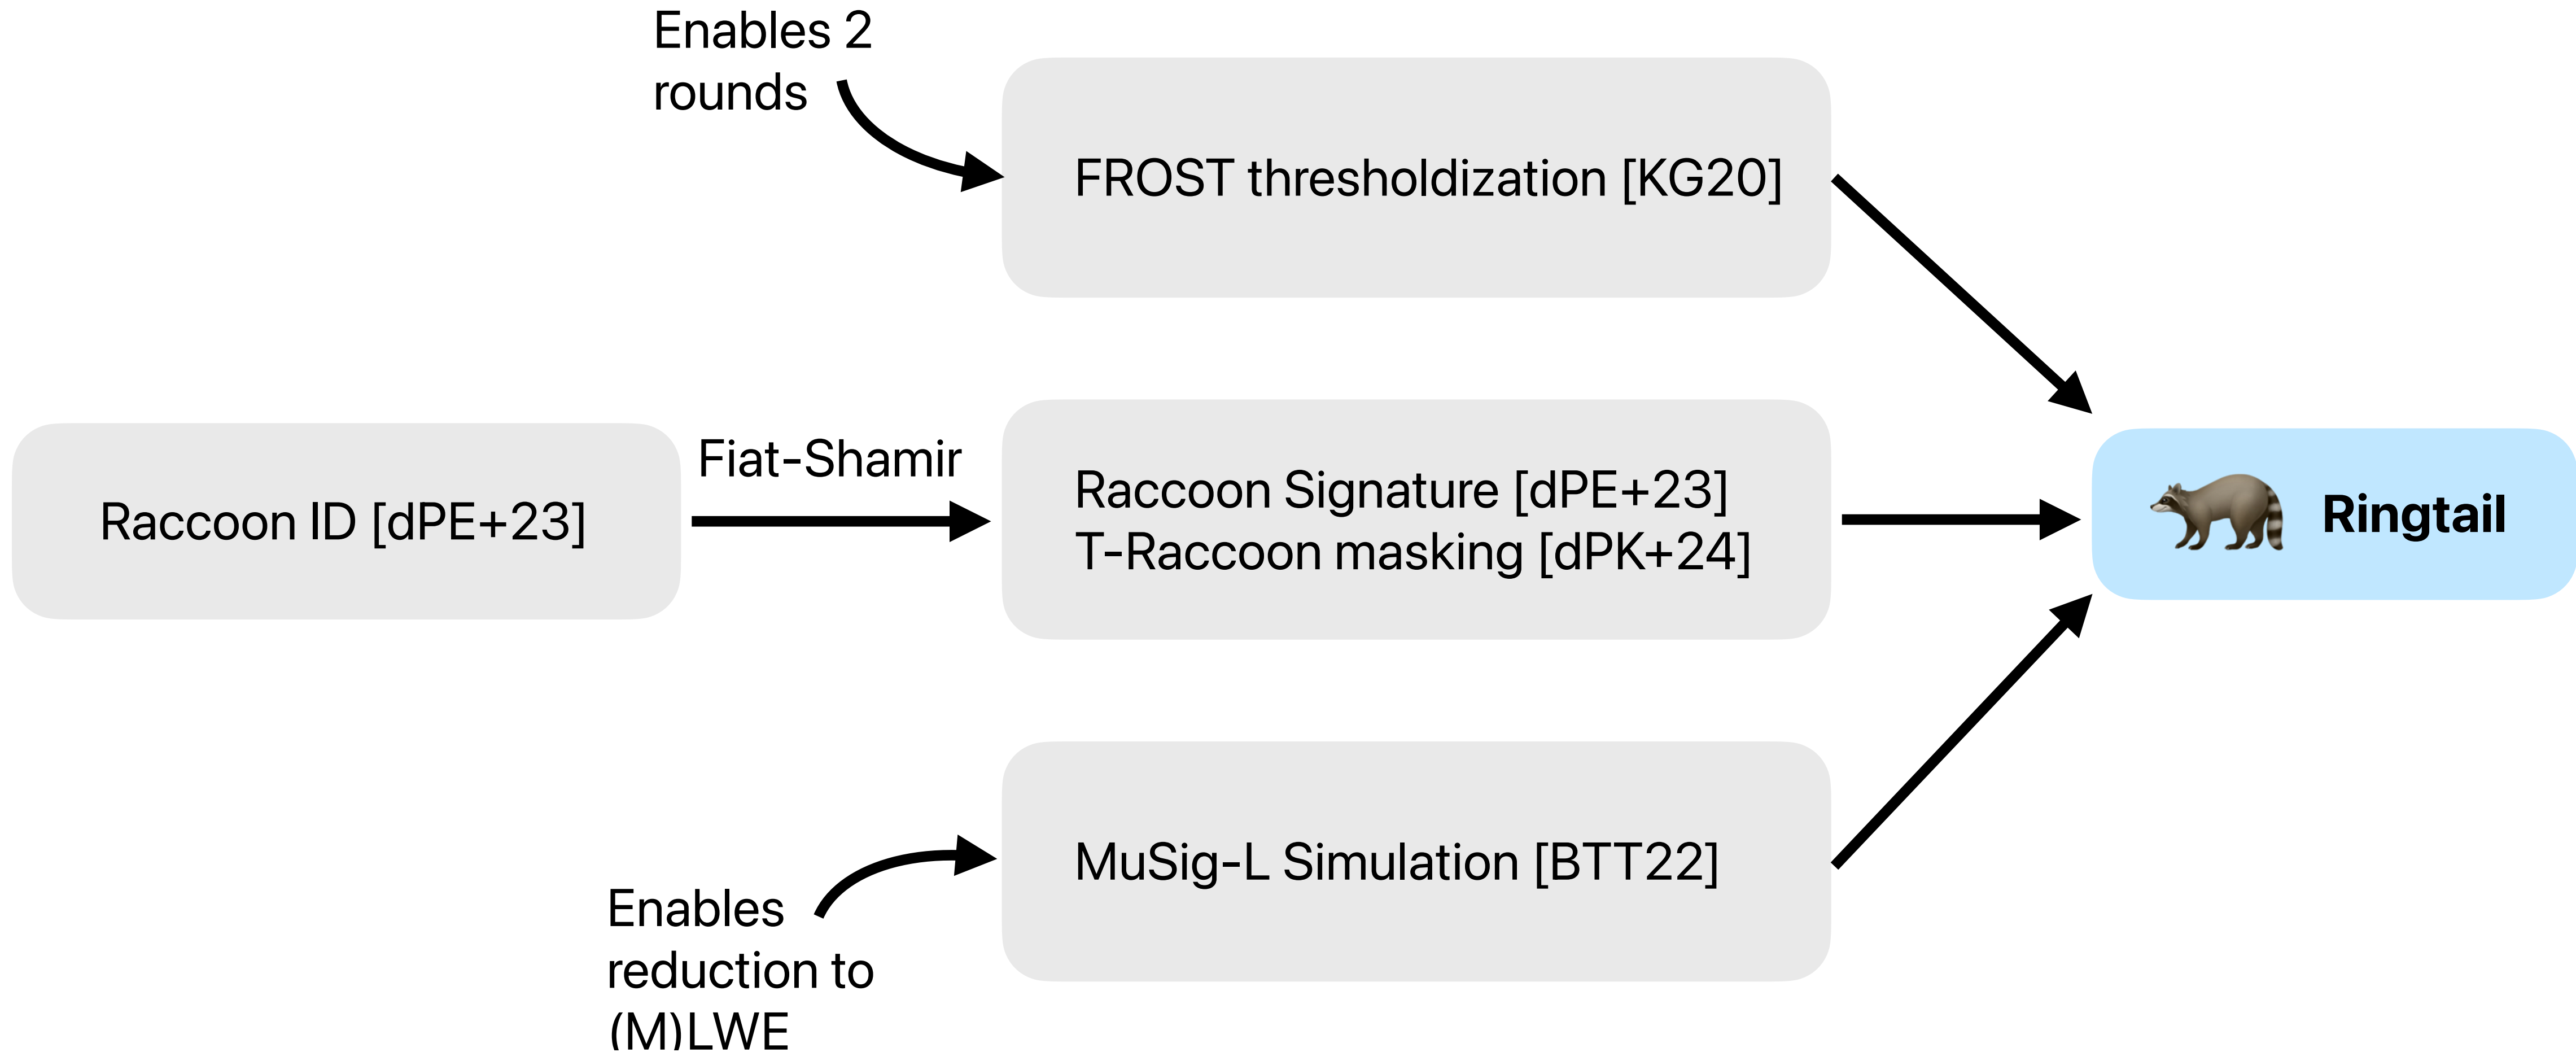 Enables 2
rounds
FROST thresholdization [KG20]
Raccoon ID [dPE+23]
Fiat-Shamir
Raccoon Signature [dPE+23]
T-Raccoon masking [dPK+24]
Ringtail
MuSig-L Simulation [BTT22]
Enables
reduction to
(M)LWE